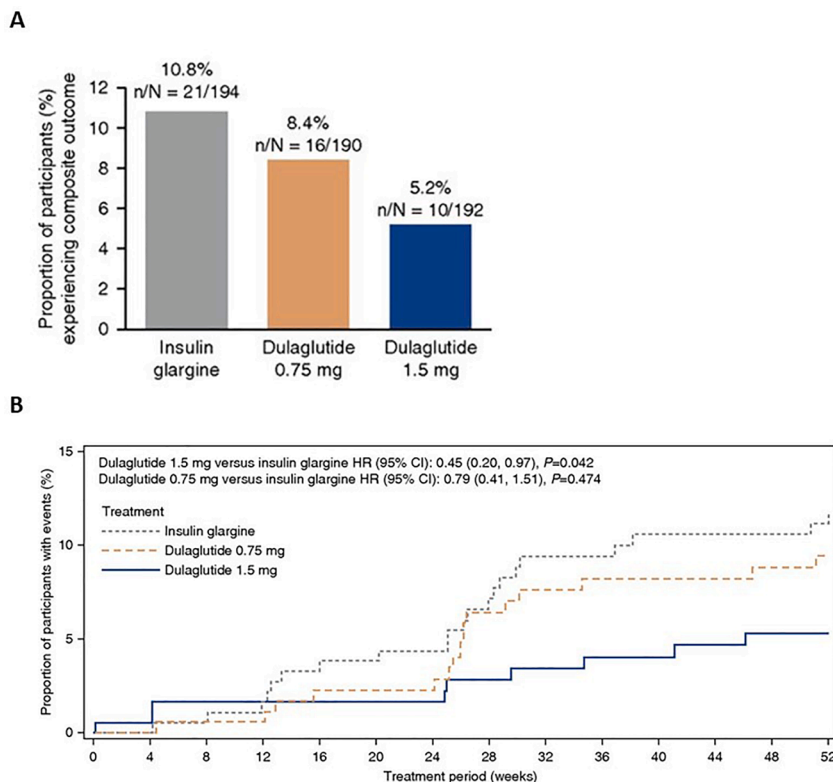 A
Proportion of participants (%)
experiencing composite outcome
12
10
8
6
4
2
0
10.8%
n/N = 21/194
8.4%
n/N = 16/190
5.2%
n/N = 10/192
Insulin
glargine
Dulaglutide
0.75 mg
Dulaglutide
1.5 mg
B
Proportion of participants with events (%)
15
10
5
0
Dulaglutide 1.5 mg versus insulin glargine HR (95% CI): 0.45 (0.20, 0.97), P=0.042
Dulaglutide 0.75 mg versus insulin glargine HR (95% CI): 0.79 (0.41, 1.51), P=0.474
Treatment
Insulin glargine
Dulaglutide 0.75 mg
Dulaglutide 1.5 mg
0 4 8 12 16 20 24 28 32 36 40 44 48 52
Treatment period (weeks)